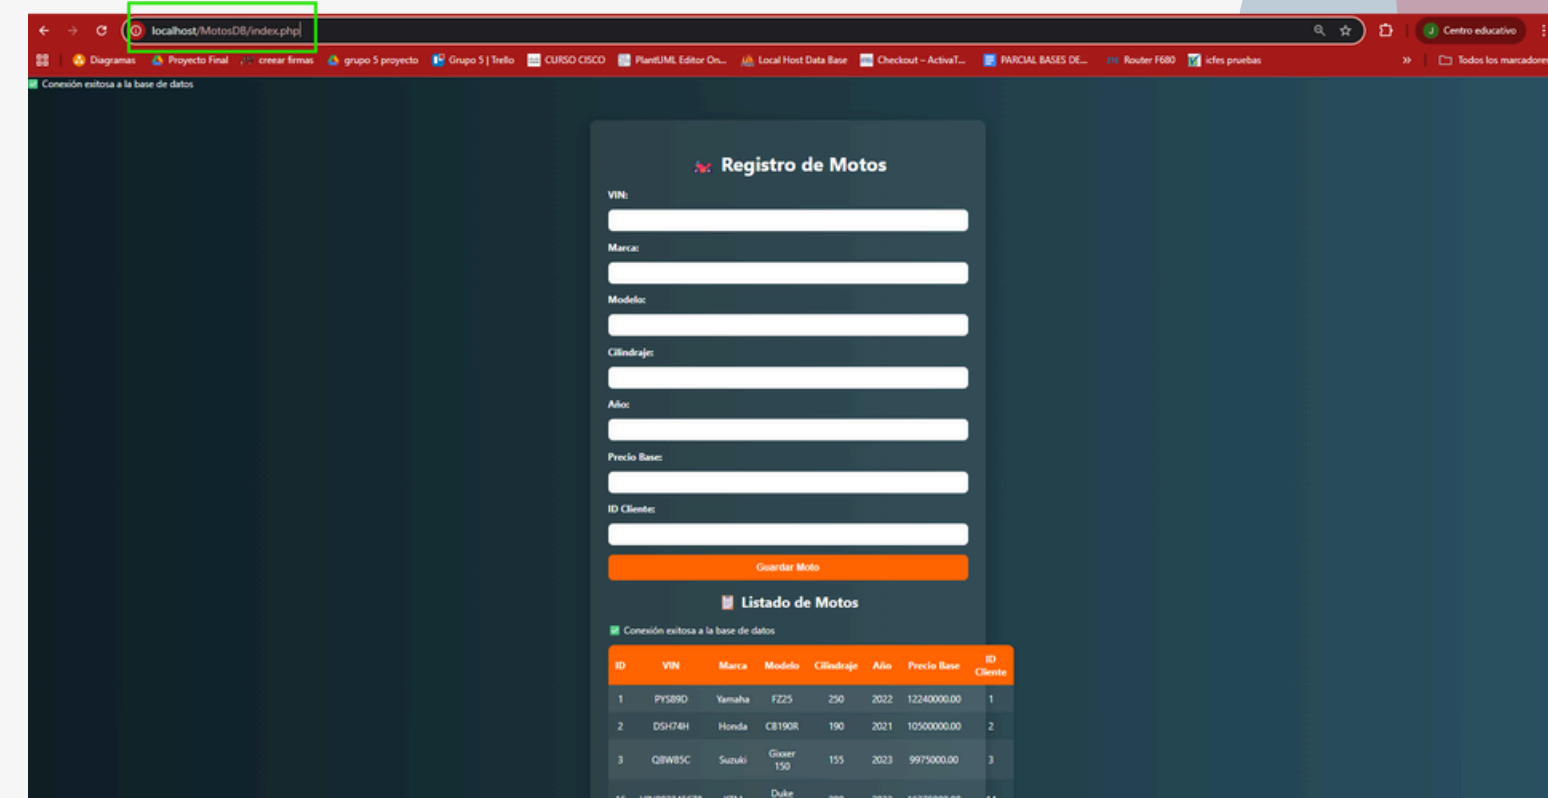 localhost/MotosDB/index.php
Centro educativo
Diagramas Proyecto Final creear firmas grupo 5 proyecto Grupo 5 | Trello CURSO CISCO PlantUML Editor On... Local Host Data Base Checkout – ActivaT... PARCIAL BASES DE... Router F680 icfes pruebas » Todos los marcadores
Conexión exitosa a la base de datos
Registro de Motos
VIN:
Marca:
Modelo:
Cilindraje:
Año:
Precio Base:
ID Cliente:
Guardar Moto
Listado de Motos
Conexión exitosa a la base de datos
ID VIN Marca Modelo Cilindraje Año Precio Base ID Cliente
1 PYS89D Yamaha FZ25 250 2022 12240000.00 1
2 DSH74H Honda CB190R 190 2021 10500000.00 2
3 QBW85C Suzuki Gixxer 150 155 2023 9975000.00 3
Duke